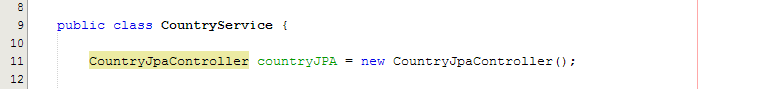 8
9 public class CountryService {
10
11 CountryJpaController countryJPA = new CountryJpaController();
12